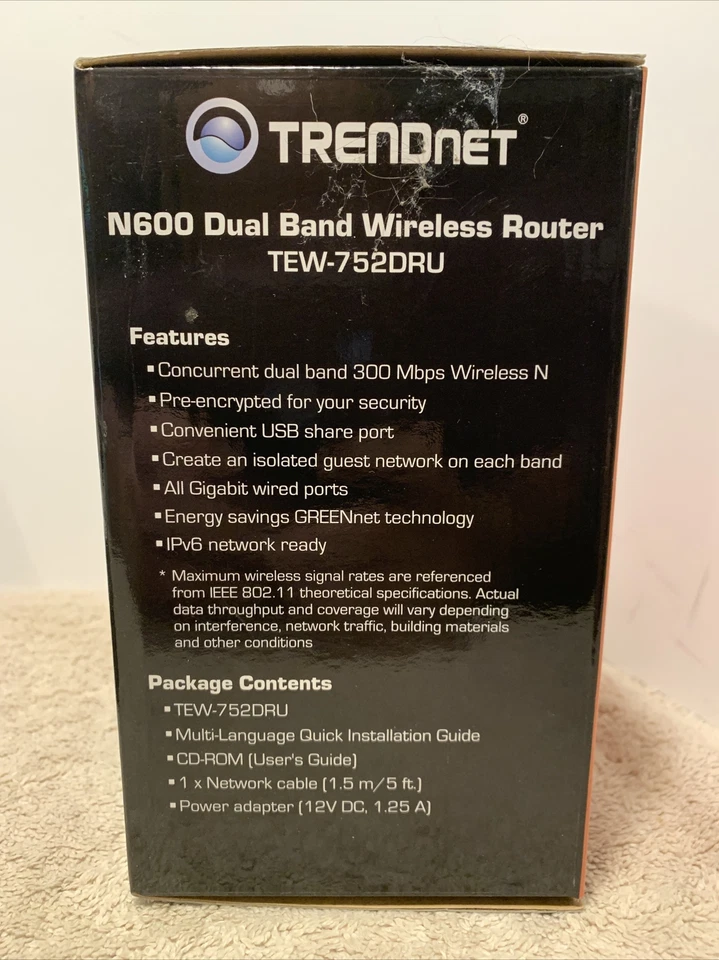 TRENDNET®
N600 Dual Band Wireless Router
TEW-752DRU
Features
▪ Concurrent dual band 300 Mbps Wireless N
▪ Pre-encrypted for your security
▪ Convenient USB share port
▪ Create an isolated guest network on each band
▪ All Gigabit wired ports
▪ Energy savings GREENnet technology
▪ IPv6 network ready
* Maximum wireless signal rates are referenced
from IEEE 802.11 theoretical specifications. Actual
data throughput and coverage will vary depending
on interference, network traffic, building materials
and other conditions
Package Contents
▪ TEW-752DRU
▪ Multi-Language Quick Installation Guide
▪ CD-ROM (User's Guide)
▪ 1 x Network cable (1.5 m/5 ft.)
▪ Power adapter (12V DC, 1.25 A)